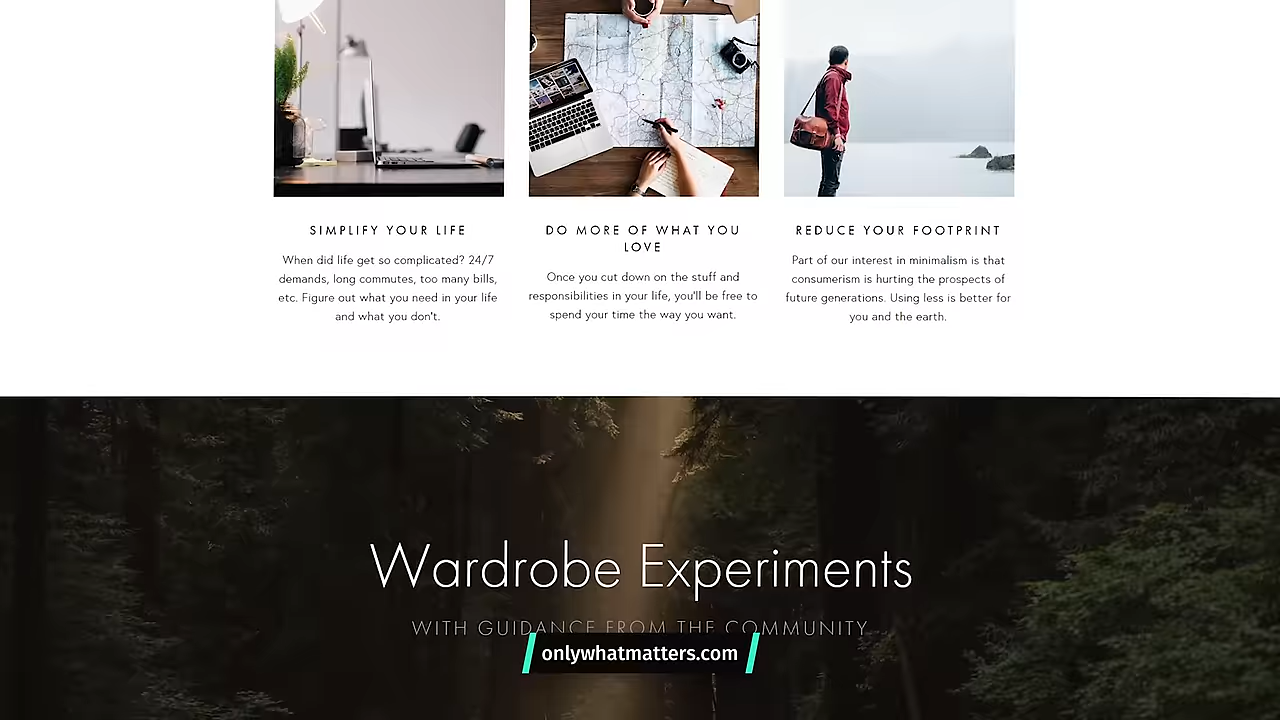 SIMPLIFY YOUR LIFE
When did life get so complicated? 24/7
demands, long commutes, too many bills,
etc. Figure out what you need in your life
and what you don't.
DO MORE OF WHAT YOU
LOVE
Once you cut down on the stuff and
responsibilities in your life, you'll be free to
spend your time the way you want.
REDUCE YOUR FOOTPRINT
Part of our interest in minimalism is that
consumerism is hurting the prospects of
future generations. Using less is better for
you and the earth.
Wardrobe Experiments
WITH GUIDANCE FROM THE COMMUNITY
onlywhatmatters.com